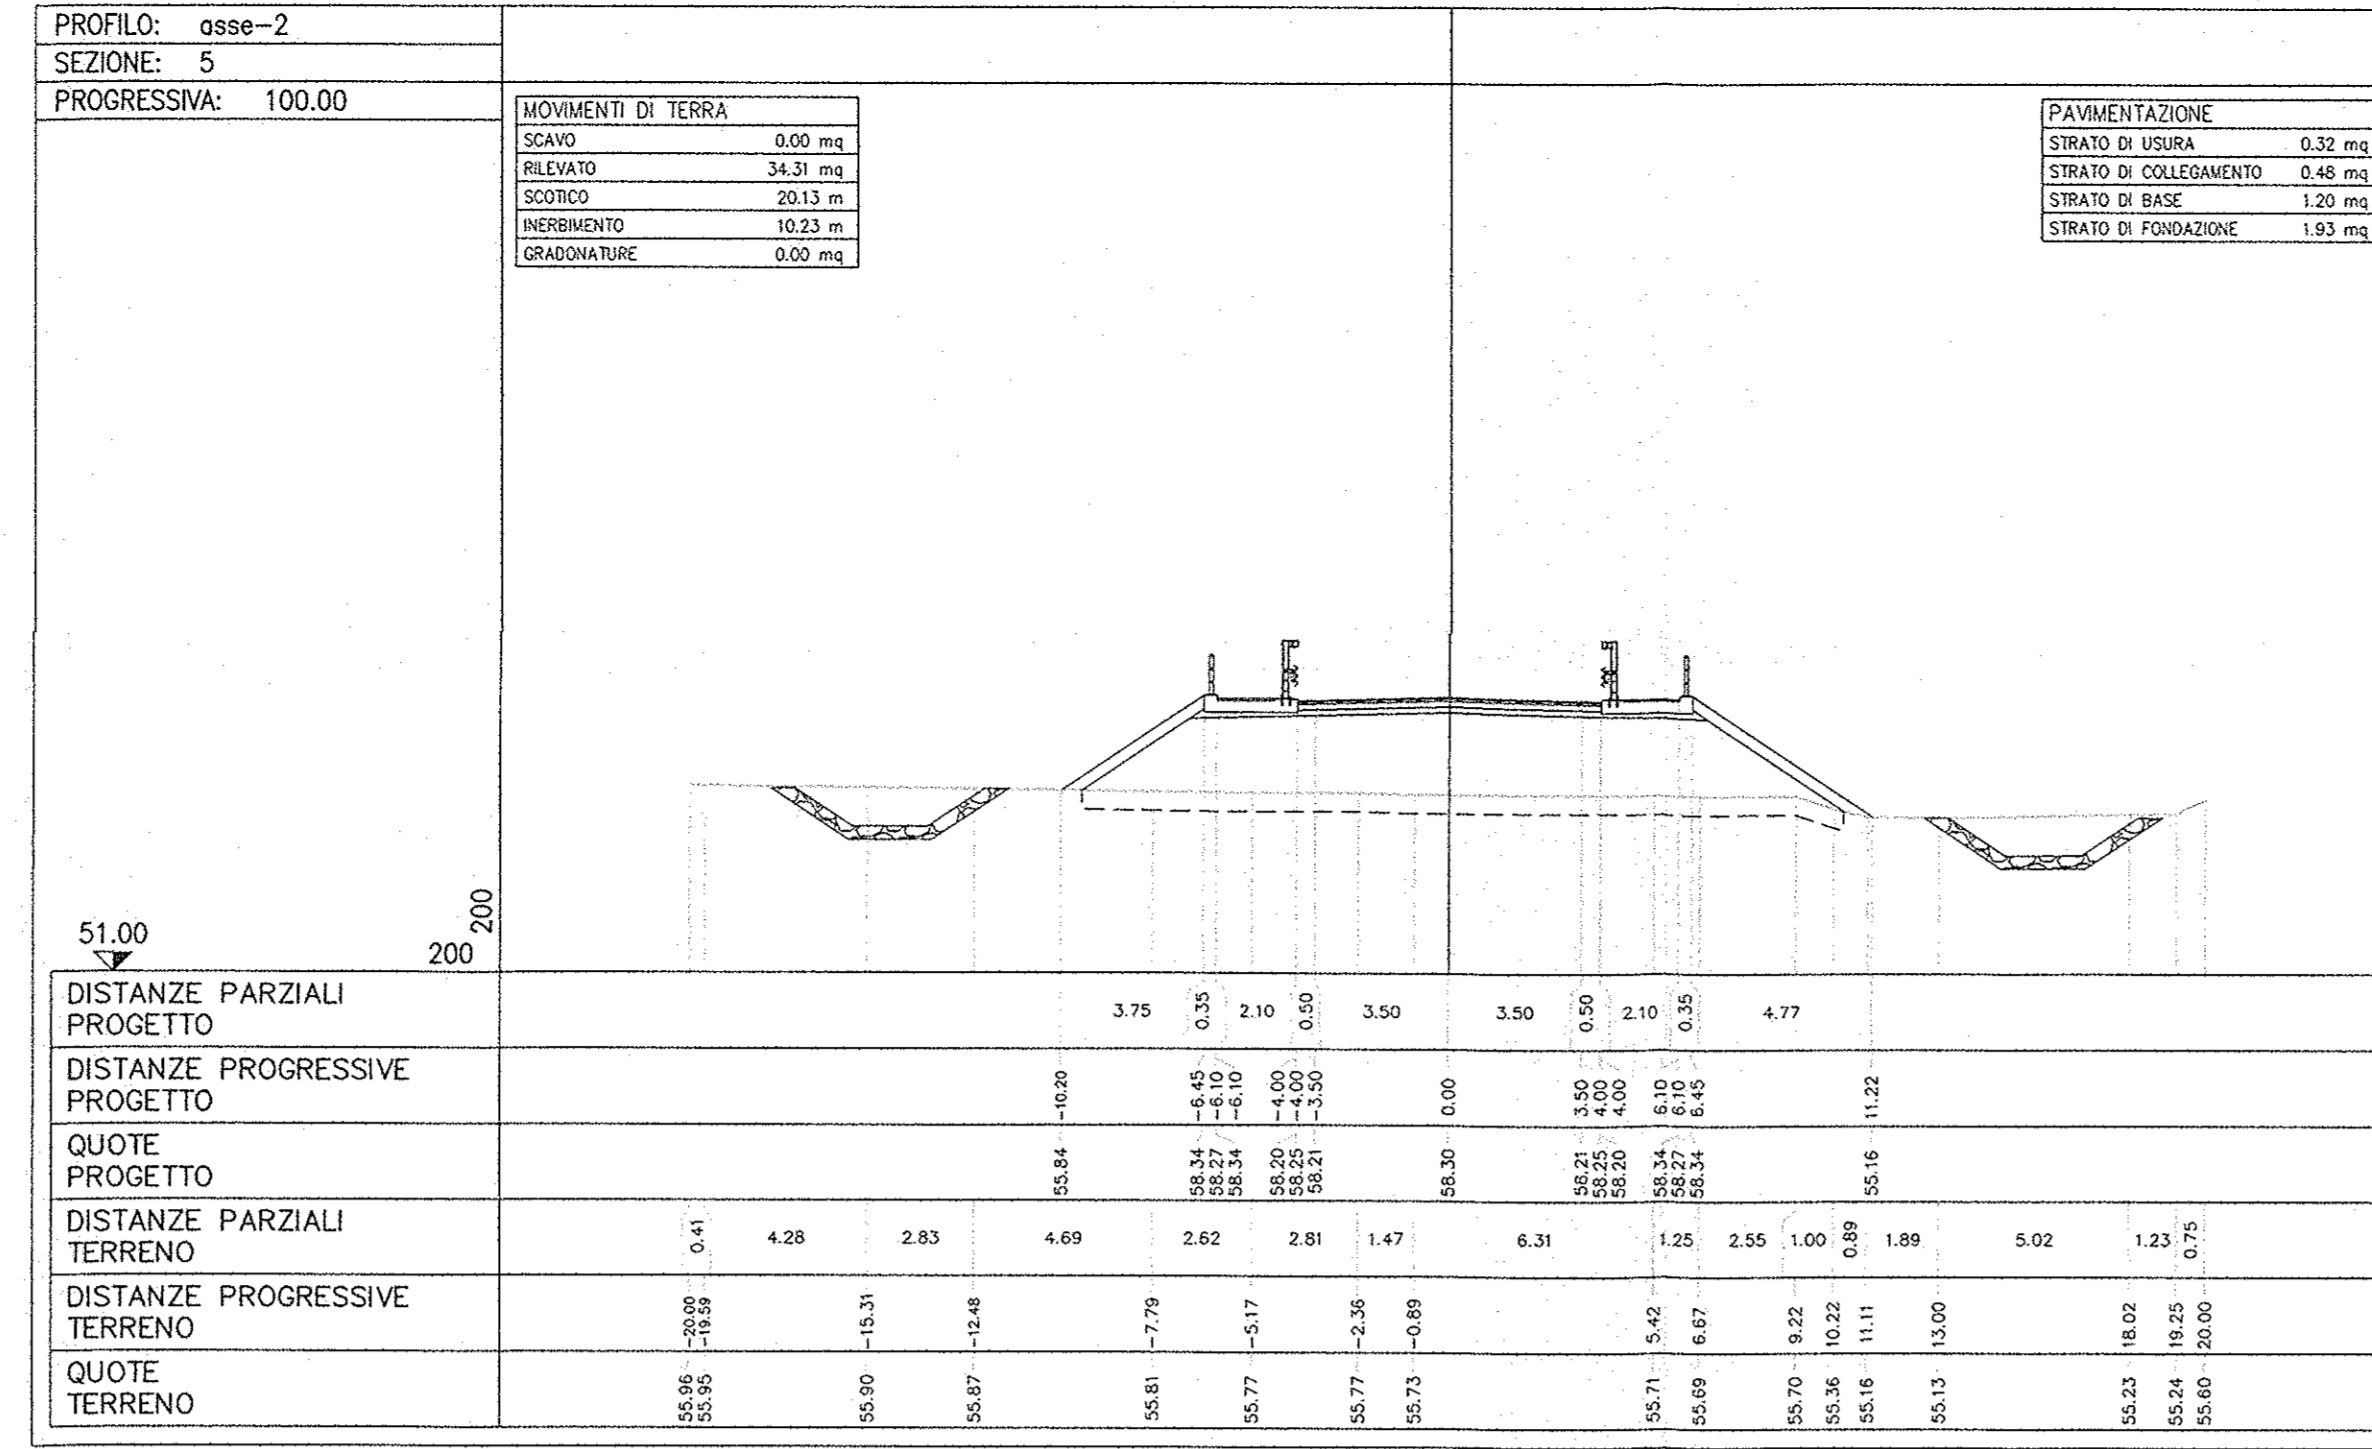 PROFILO: asse-2
SEZIONE: 5
PROGRESSIVA: 100.00
MOVIMENTI DI TERRA
SCAVO 0.00 mq
RILEVATO 34.31 mq
SCOTICO 20.13 m
INERBIMENTO 10.23 m
GRADONATURE 0.00 mq
PAVIMENTAZIONE
STRATO DI USURA 0.32 mq
STRATO DI COLLEGAMENTO 0.48 mq
STRATO DI BASE 1.20 mq
STRATO DI FONDAZIONE 1.93 mq
51.00
200
200
DISTANZE PARZIALI
PROGETTO
3.75 0.35 2.10 0.50 3.50 3.50 0.50 2.10 0.35 4.77
DISTANZE PROGRESSIVE
PROGETTO
-10.20 -6.45 -6.10 -6.10 -4.00 -4.00 -3.50 0.00 3.50 4.00 4.00 6.10 6.10 6.45 11.22
QUOTE
PROGETTO
55.84 58.34 58.27 58.34 58.20 58.25 58.21 58.30 58.21 58.25 58.20 58.34 58.27 58.34 55.16
DISTANZE PARZIALI
TERRENO
0.41 4.28 2.83 4.69 2.62 2.81 1.47 6.31 1.25 2.55 1.00 0.89 1.89 5.02 1.23 0.75
DISTANZE PROGRESSIVE
TERRENO
-20.00 -19.59 -15.31 -12.48 -7.79 -5.17 -2.36 -0.89 5.42 6.67 9.22 10.22 11.11 13.00 18.02 19.25 20.00
QUOTE
TERRENO
55.96 55.95 55.90 55.87 55.81 55.77 55.77 55.73 55.71 55.69 55.70 55.36 55.16 55.13 55.23 55.24 55.60